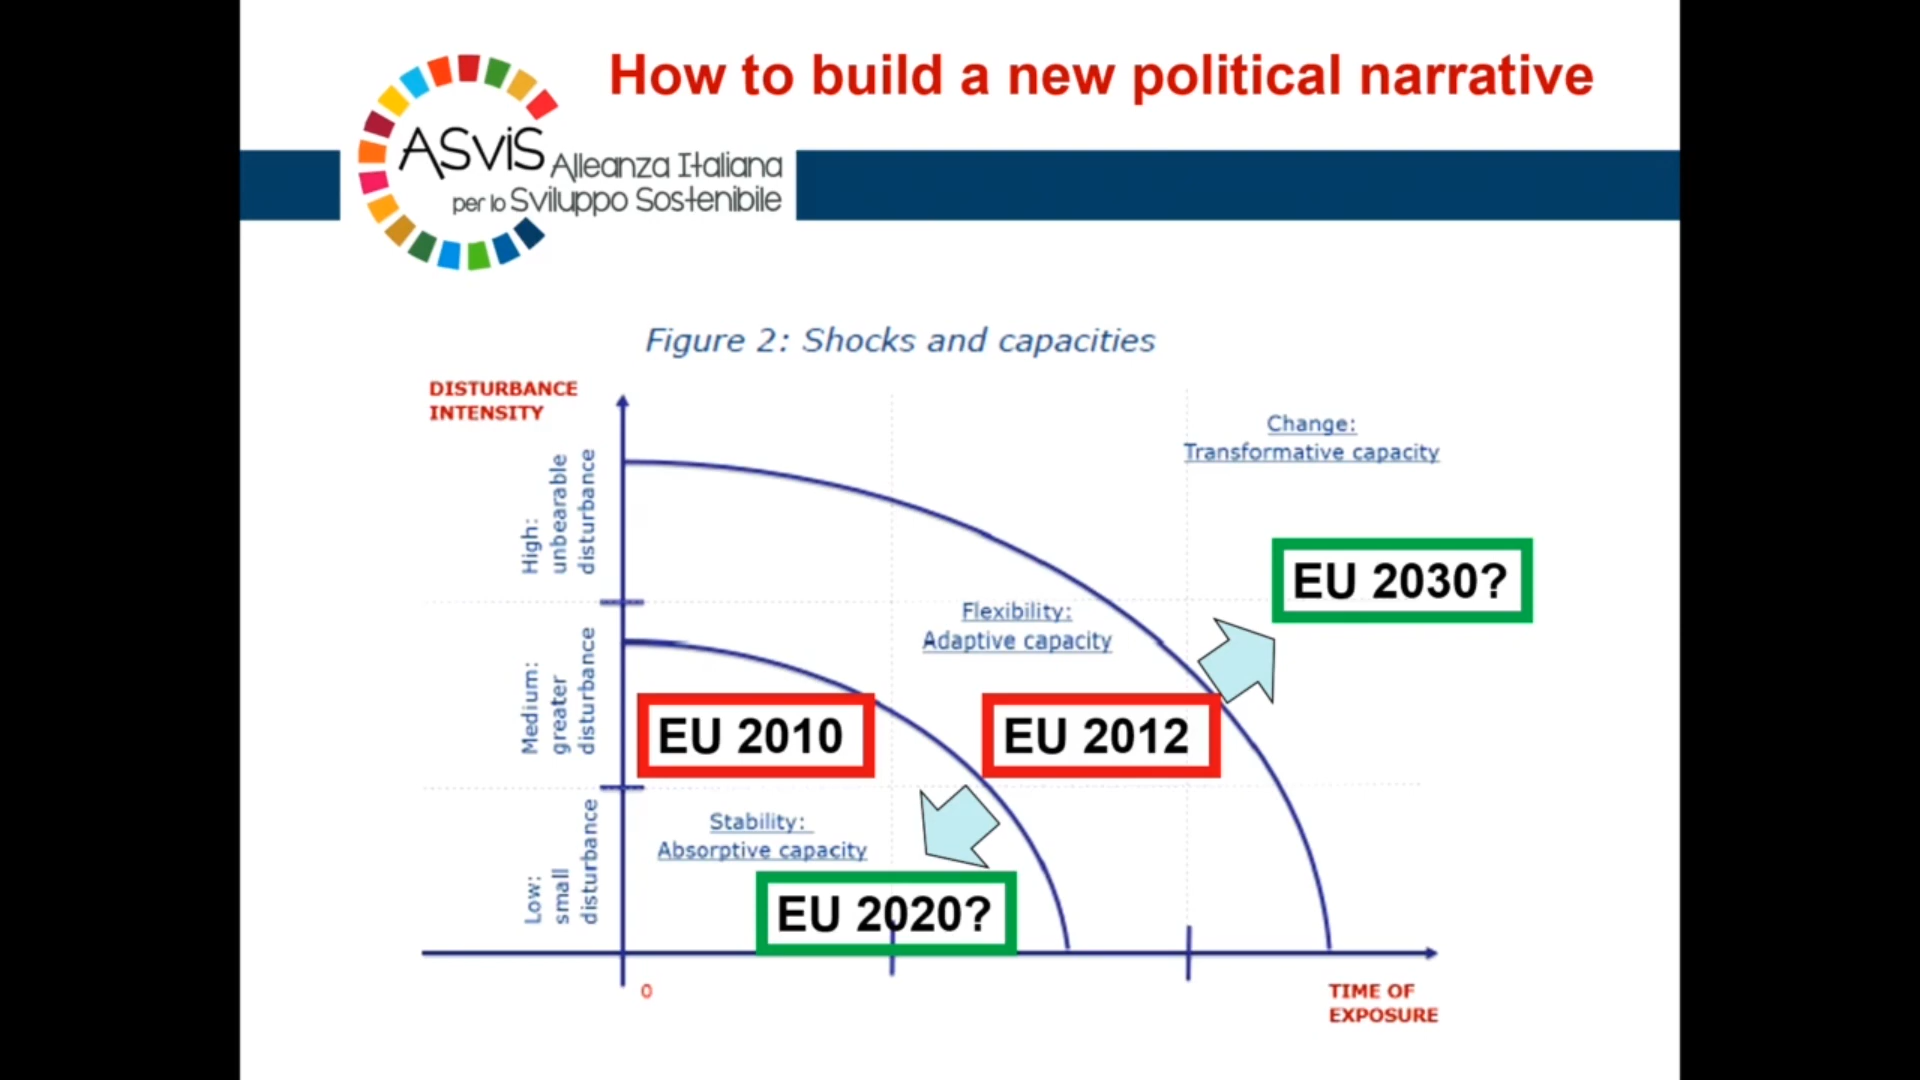 How to build a new political narrative
ASviS Alleanza Italiana
per lo Sviluppo Sostenibile
Figure 2: Shocks and capacities
DISTURBANCE
INTENSITY
High:
unbearable
disturbance
Medium:
greater
disturbance
Low:
small
disturbance
Change:
Transformative capacity
EU 2030?
Flexibility:
Adaptive capacity
EU 2010
EU 2012
Stability:
Absorptive capacity
EU 2020?
0
TIME OF
EXPOSURE